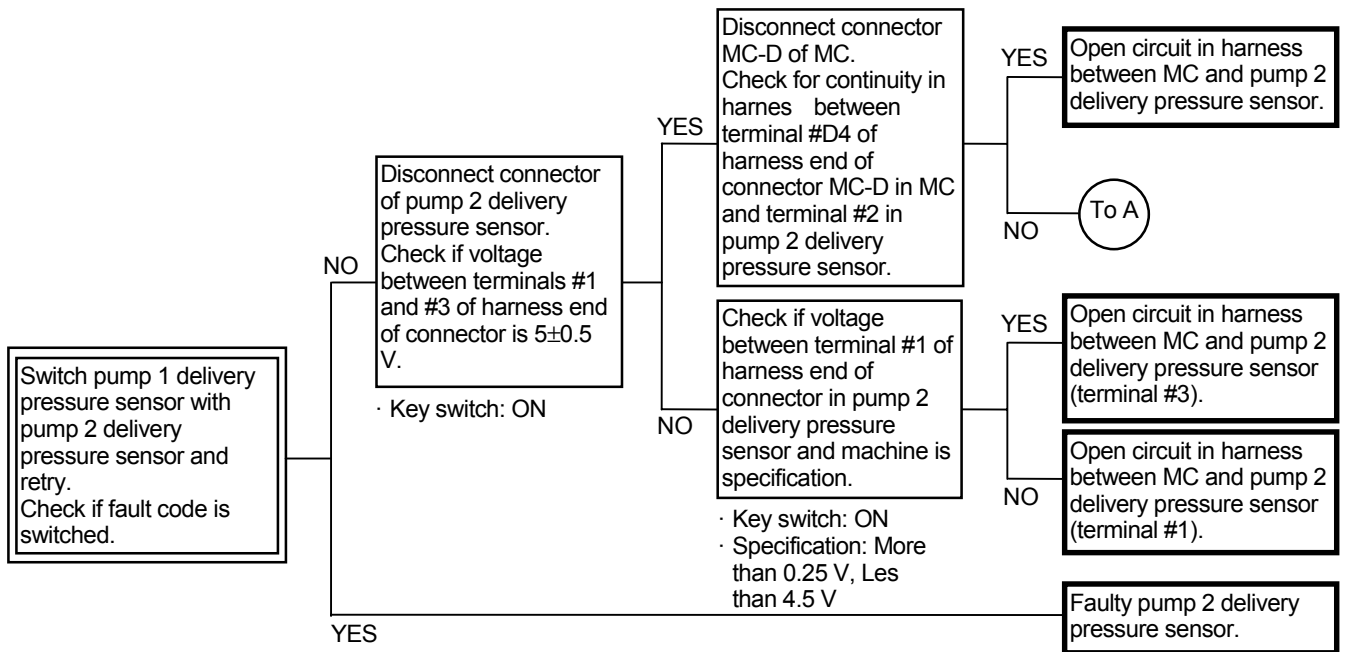 Switch pump 1 delivery
pressure sensor with
pump 2 delivery
pressure sensor and
retry.
Check if fault code is
switched.
NO
YES
Disconnect connector
of pump 2 delivery
pressure sensor.
Check if voltage
between terminals #1
and #3 of harness end
of connector is 5±0.5
V.
· Key switch: ON
YES
NO
Disconnect connector
MC-D of MC.
Check for continuity in
harnes between
terminal #D4 of
harness end of
connector MC-D in MC
and terminal #2 in
pump 2 delivery
pressure sensor.
YES
NO
Open circuit in harness
between MC and pump 2
delivery pressure sensor.
To A
Check if voltage
between terminal #1 of
harness end of
connector in pump 2
delivery pressure
sensor and machine is
specification.
· Key switch: ON
· Specification: More
than 0.25 V, Les
than 4.5 V
YES
NO
Open circuit in harness
between MC and pump 2
delivery pressure sensor
(terminal #3).
Open circuit in harness
between MC and pump 2
delivery pressure sensor
(terminal #1).
Faulty pump 2 delivery
pressure sensor.